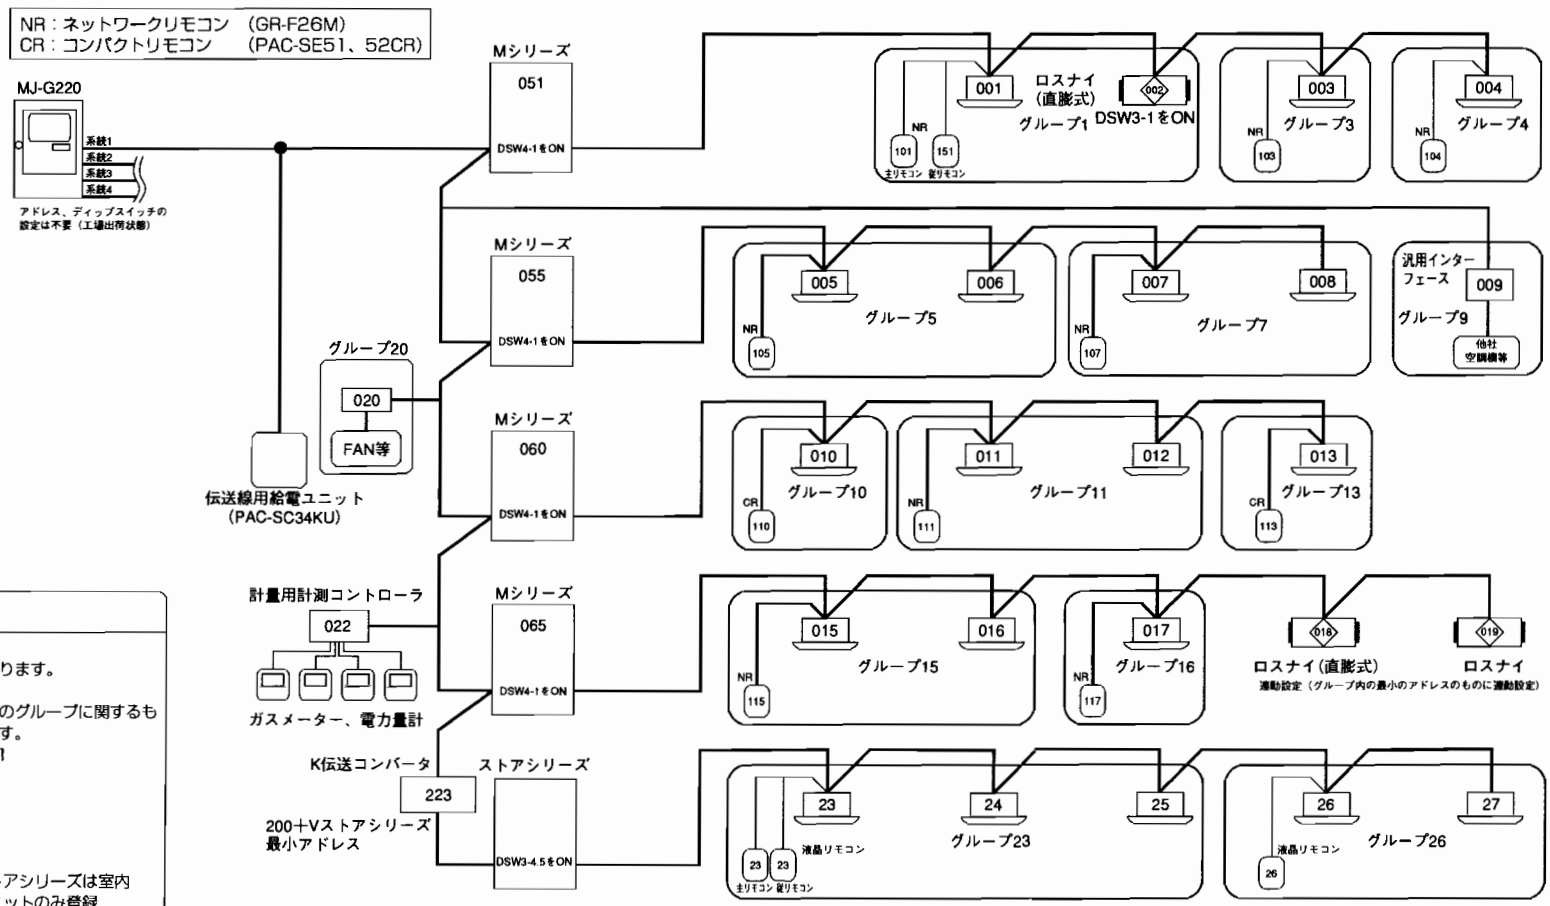 NR：ネットワークリモコン （GR-F26M）
CR：コンパクトリモコン （PAC-SE51、52CR）
MJ-G220
系統1
系統2
系統3
系統4
アドレス、ディップスイッチの
設定は不要（工場出荷状態）
Mシリーズ
051
DSW4-1をON
001
ロスナイ
(直膨式)
グループ1
002
DSW3-1をON
NR
101
151
主リモコン 従リモコン
003
グループ3
NR
103
004
グループ4
NR
104
Mシリーズ
055
DSW4-1をON
005
006
グループ5
NR
105
007
008
グループ7
NR
107
汎用インター
フェース
009
グループ9
他社
空調機等
グループ20
020
FAN等
伝送線用給電ユニット
（PAC-SC34KU）
Mシリーズ
060
DSW4-1をON
010
グループ10
CR
110
011
012
グループ11
NR
111
013
グループ13
CR
113
計量用計測コントローラ
022
ガスメーター、電力量計
Mシリーズ
065
DSW4-1をON
015
016
グループ15
NR
115
017
グループ16
NR
117
018
ロスナイ(直膨式)
019
ロスナイ
連動設定（グループ内の最小のアドレスのものに連動設定）
K伝送コンバータ
223
200＋Vストアシリーズ
最小アドレス
ストアシリーズ
DSW3-4.5をON
23
24
25
グループ23
液晶リモコン
23
23
主リモコン 従リモコン
26
27
グループ26
液晶リモコン
26
ります。
のグループに関するも
す。
アシリーズは室内
ニットのみ登録